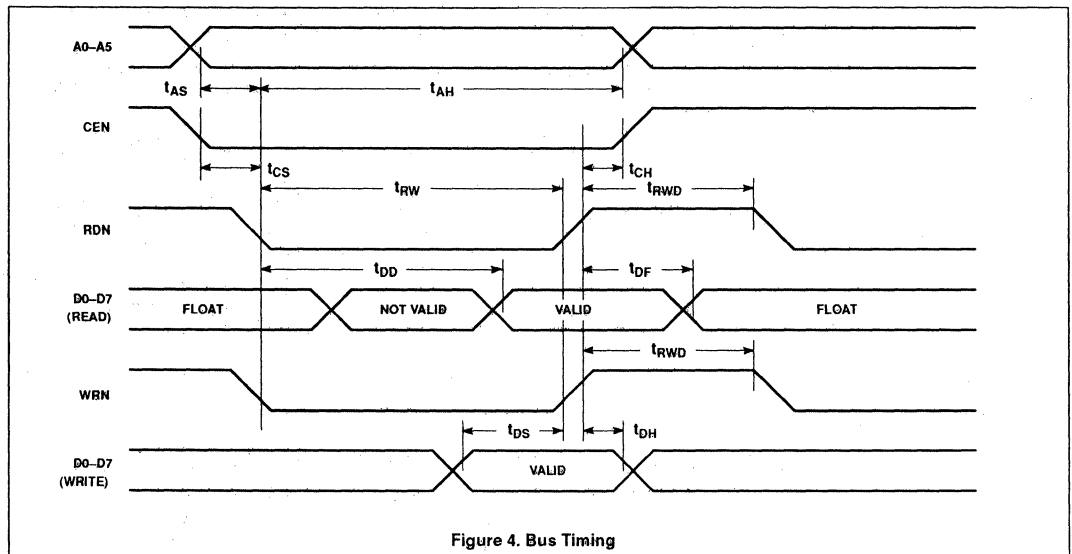 A0–A5
tAS
tAH
CEN
tCS
tCH
tRW
tRWD
RDN
tDD
tDF
D0–D7
(READ)
FLOAT
NOT VALID
VALID
FLOAT
tRWD
WRN
tDS
tDH
D0–D7
(WRITE)
VALID
Figure 4. Bus Timing